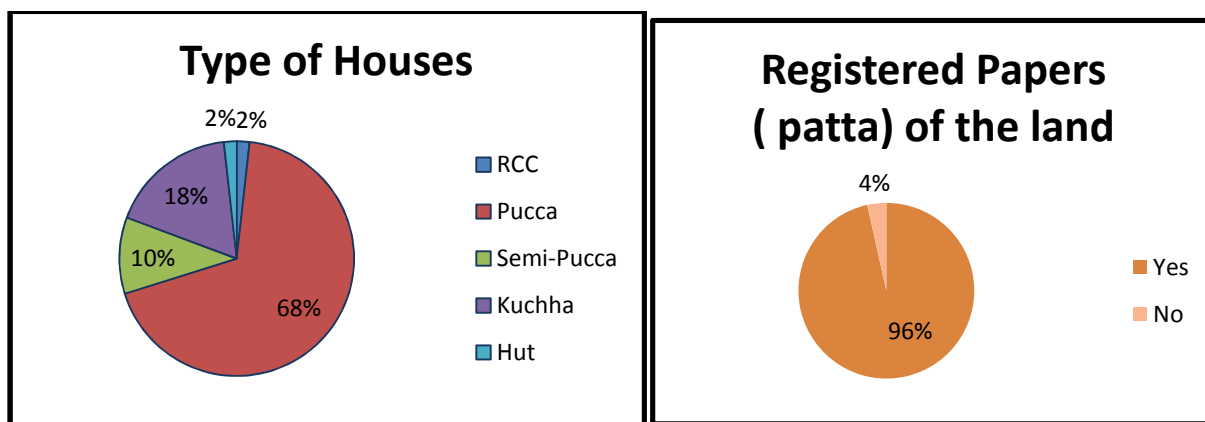 Type of Houses
2% 2%
18%
10%
68%
RCC
Pucca
Semi-Pucca
Kuchha
Hut
Registered Papers
( patta) of the land
4%
96%
Yes
No